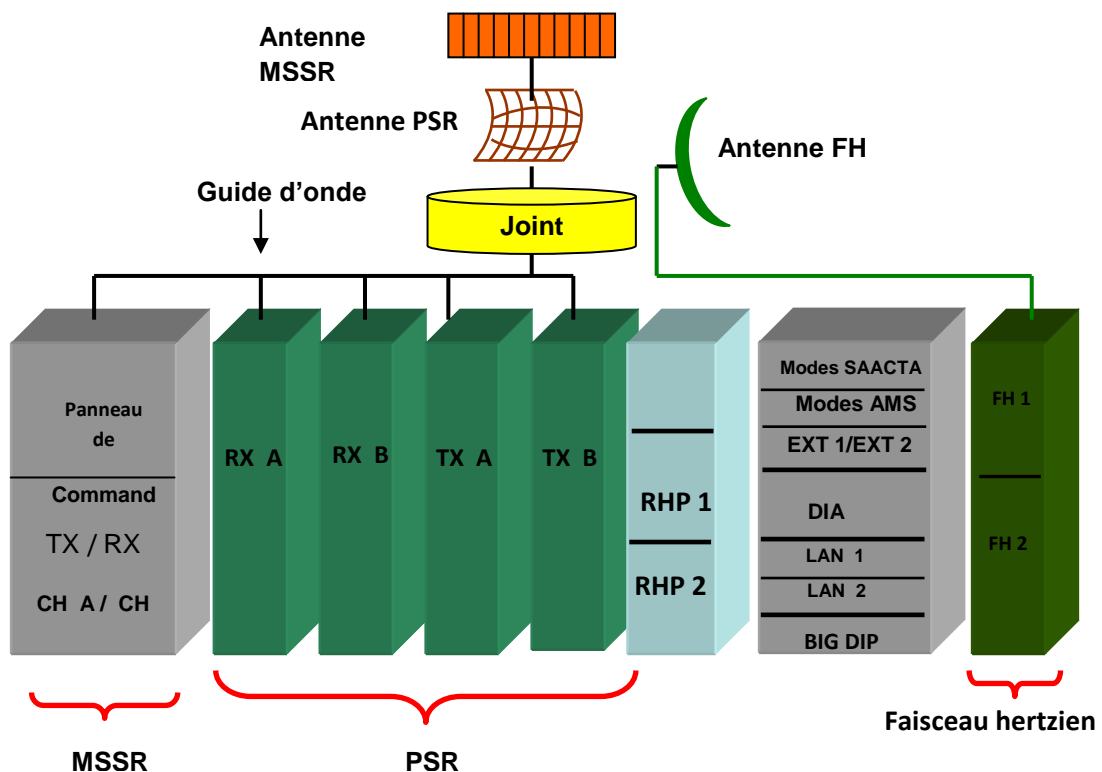 Antenne
MSSR
Antenne PSR
Antenne FH
Guide d'onde
Joint
Panneau
de
Command
TX / RX
CH A / CH
RX A
RX B
TX A
TX B
RHP 1
RHP 2
Modes SAACTA
Modes AMS
EXT 1/EXT 2
DIA
LAN 1
LAN 2
BIG DIP
FH 1
FH 2
MSSR
PSR
Faisceau hertzien